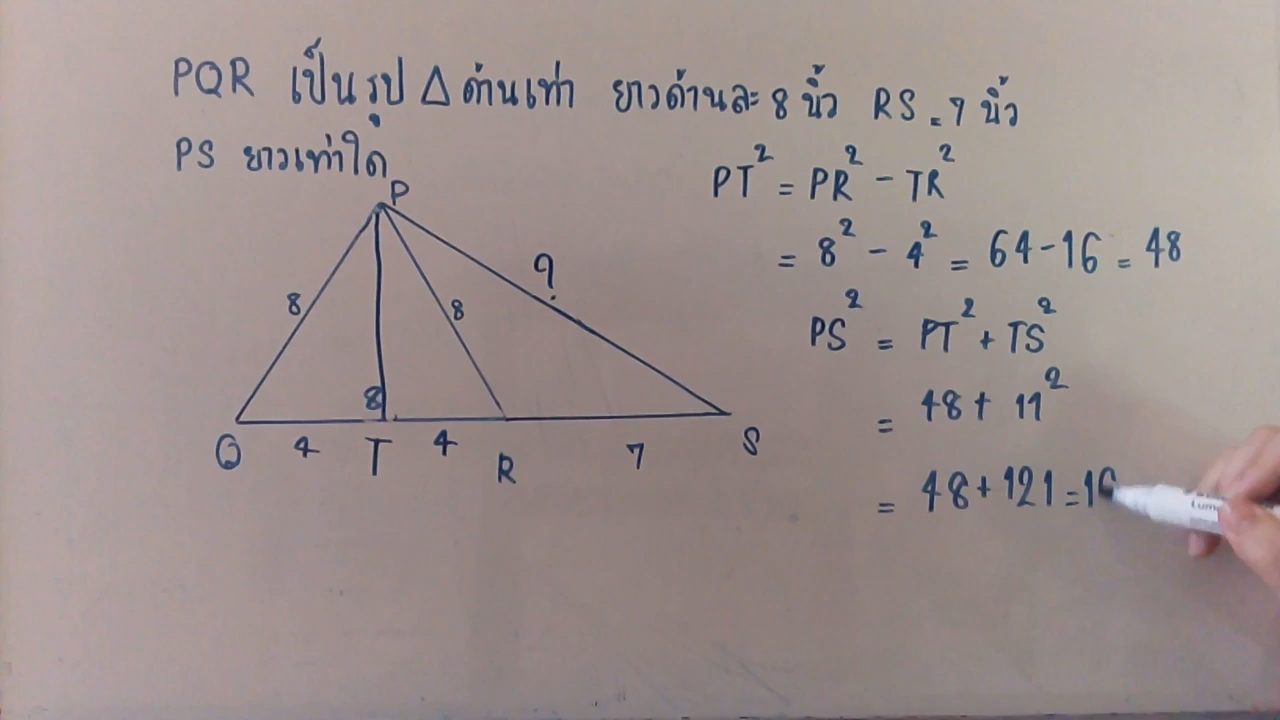 PQR เป็นรูป △ ด้านเท่า ยาวด้านละ 8 นิ้ว RS = 7 นิ้ว
PS ยาวเท่าใด
PT² = PR² - TR²
= 8² - 4² = 64 - 16 = 48
PS² = PT² + TS²
= 48 + 11²
= 48 + 121 = 16
P
?
8
8
8
Q 4 T 4 R 7 S